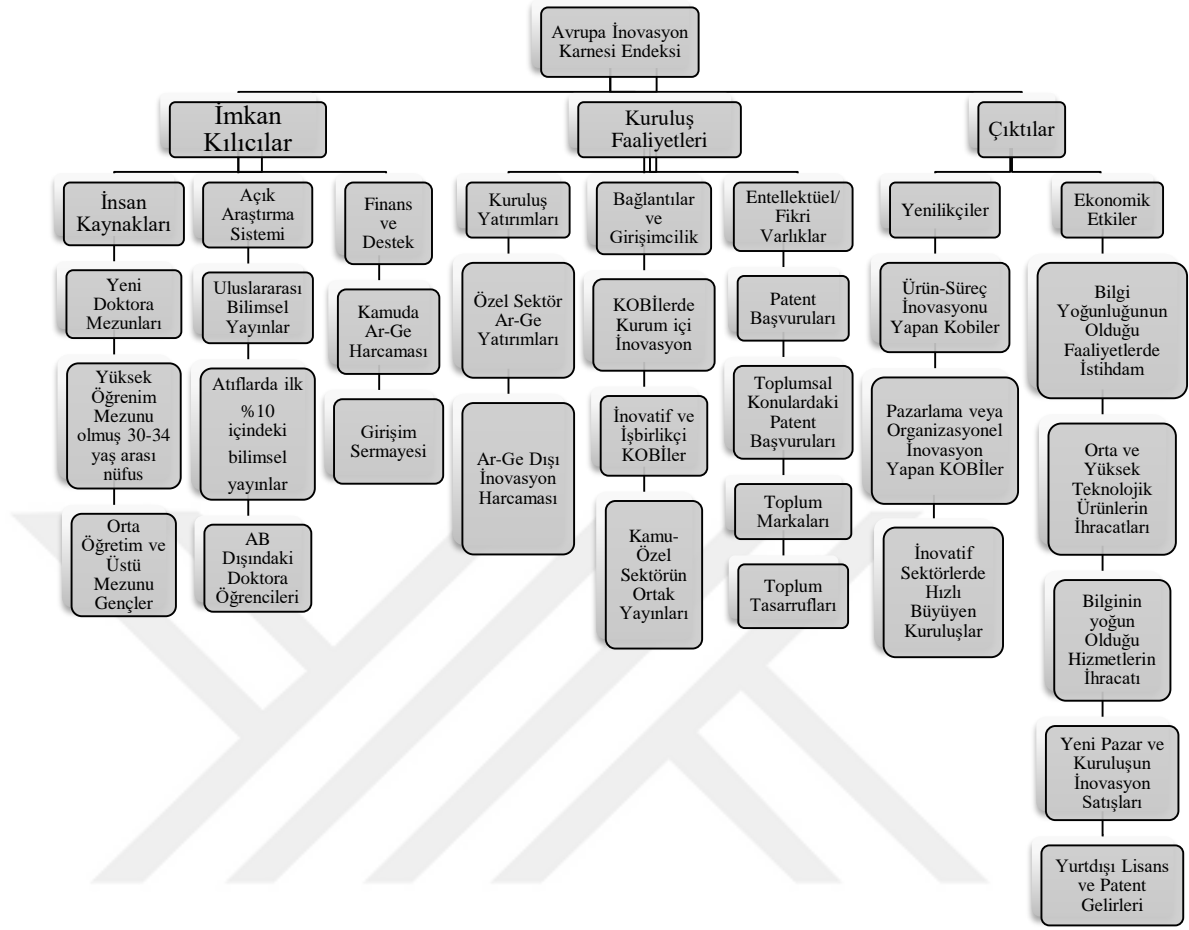 Avrupa İnovasyon
Karnesi Endeksi
İmkan
Kılıcılar
Kuruluş
Faaliyetleri
Çıktılar
İnsan
Kaynakları
Yeni
Doktora
Mezunları
Yüksek
Öğrenim
Mezunu
olmuş 30-34
yaş arası
nüfus
Orta
Öğretim ve
Üstü
Mezunu
Gençler
Açık
Araştırma
Sistemi
Uluslararası
Bilimsel
Yayınlar
Atıflarda ilk
%10
içindeki
bilimsel
yayınlar
AB
Dışındaki
Doktora
Öğrencileri
Finans
ve
Destek
Kamuda
Ar-Ge
Harcaması
Girişim
Sermayesi
Kuruluş
Yatırımları
Özel Sektör
Ar-Ge
Yatırımları
Ar-Ge Dışı
İnovasyon
Harcaması
Bağlantılar
ve
Girişimcilik
KOBİlerde
Kurum içi
İnovasyon
İnovatif ve
İşbirlikçi
KOBİler
Kamu-
Özel
Sektörün
Ortak
Yayınları
Entellektüel/
Fikri
Varlıklar
Patent
Başvuruları
Toplumsal
Konulardaki
Patent
Başvuruları
Toplum
Markaları
Toplum
Tasarrufları
Yenilikçiler
Ürün-Süreç
İnovasyonu
Yapan Kobiler
Pazarlama veya
Organizasyonel
İnovasyon
Yapan KOBİler
İnovatif
Sektörlerde
Hızlı
Büyüyen
Kuruluşlar
Ekonomik
Etkiler
Bilgi
Yoğunluğunun
Olduğu
Faaliyetlerde
İstihdam
Orta ve
Yüksek
Teknolojik
Ürünlerin
İhracatları
Bilginin
yoğun
Olduğu
Hizmetlerin
İhracatı
Yeni Pazar ve
Kuruluşun
İnovasyon
Satışları
Yurtdışı Lisans
ve Patent
Gelirleri